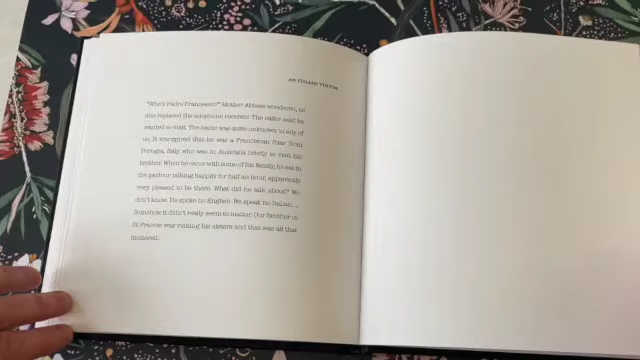 AN ITALIAN VISITOR
"Who's Padre Francesco?" Mother Abbess wondered, as
she replaced the telephone receiver. The caller said he
wanted to visit. The name was quite unknown to any of
us. It transpired that he was a Franciscan friar from
Perugia, Italy who was in Australia briefly to visit his
brother. When he came with some of his family, he sat in
the parlour talking happily for half an hour, apparently
very pleased to be there. What did he talk about? We
don't know. He spoke no English. We speak no Italian. ...
Somehow it didn't really seem to matter. Our brother in
St Francis was visiting his sisters and that was all that
mattered.